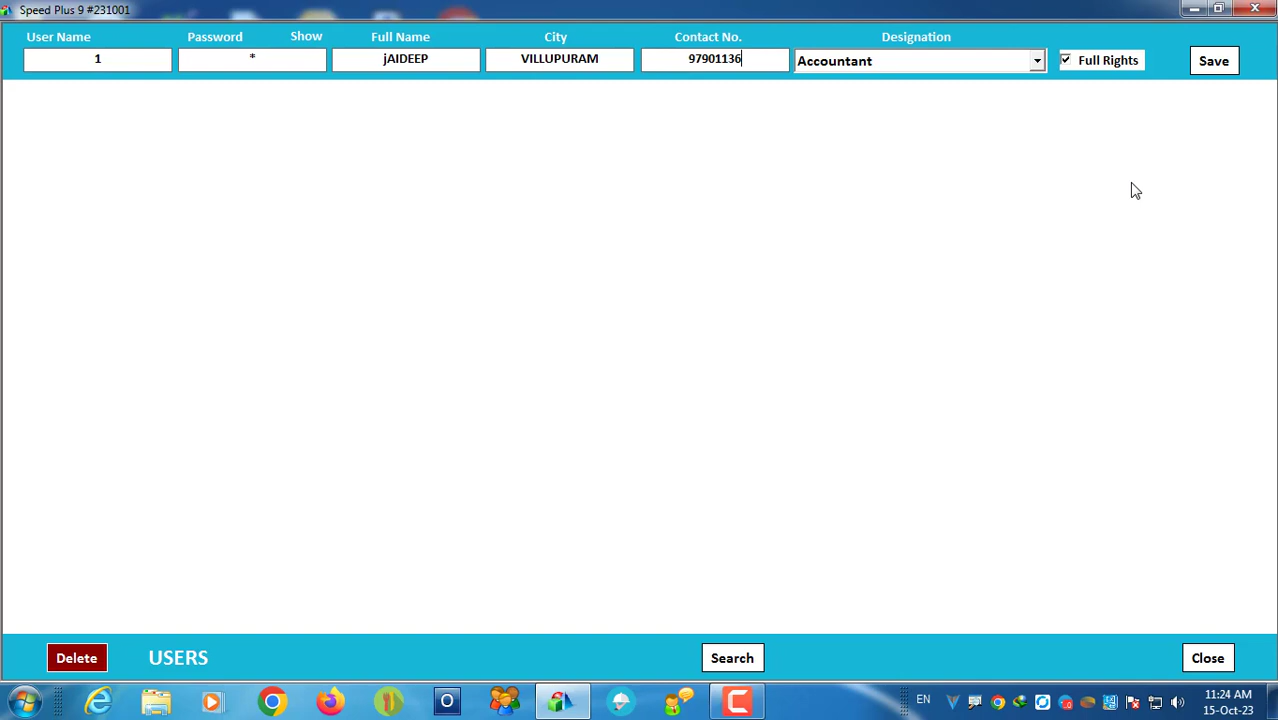 Speed Plus 9 #231001
User Name Password Show Full Name City Contact No. Designation
1 * jAIDEEP VILLUPURAM 97901136 Accountant Full Rights Save
Delete USERS Search Close
EN 11:24 AM
15-Oct-23